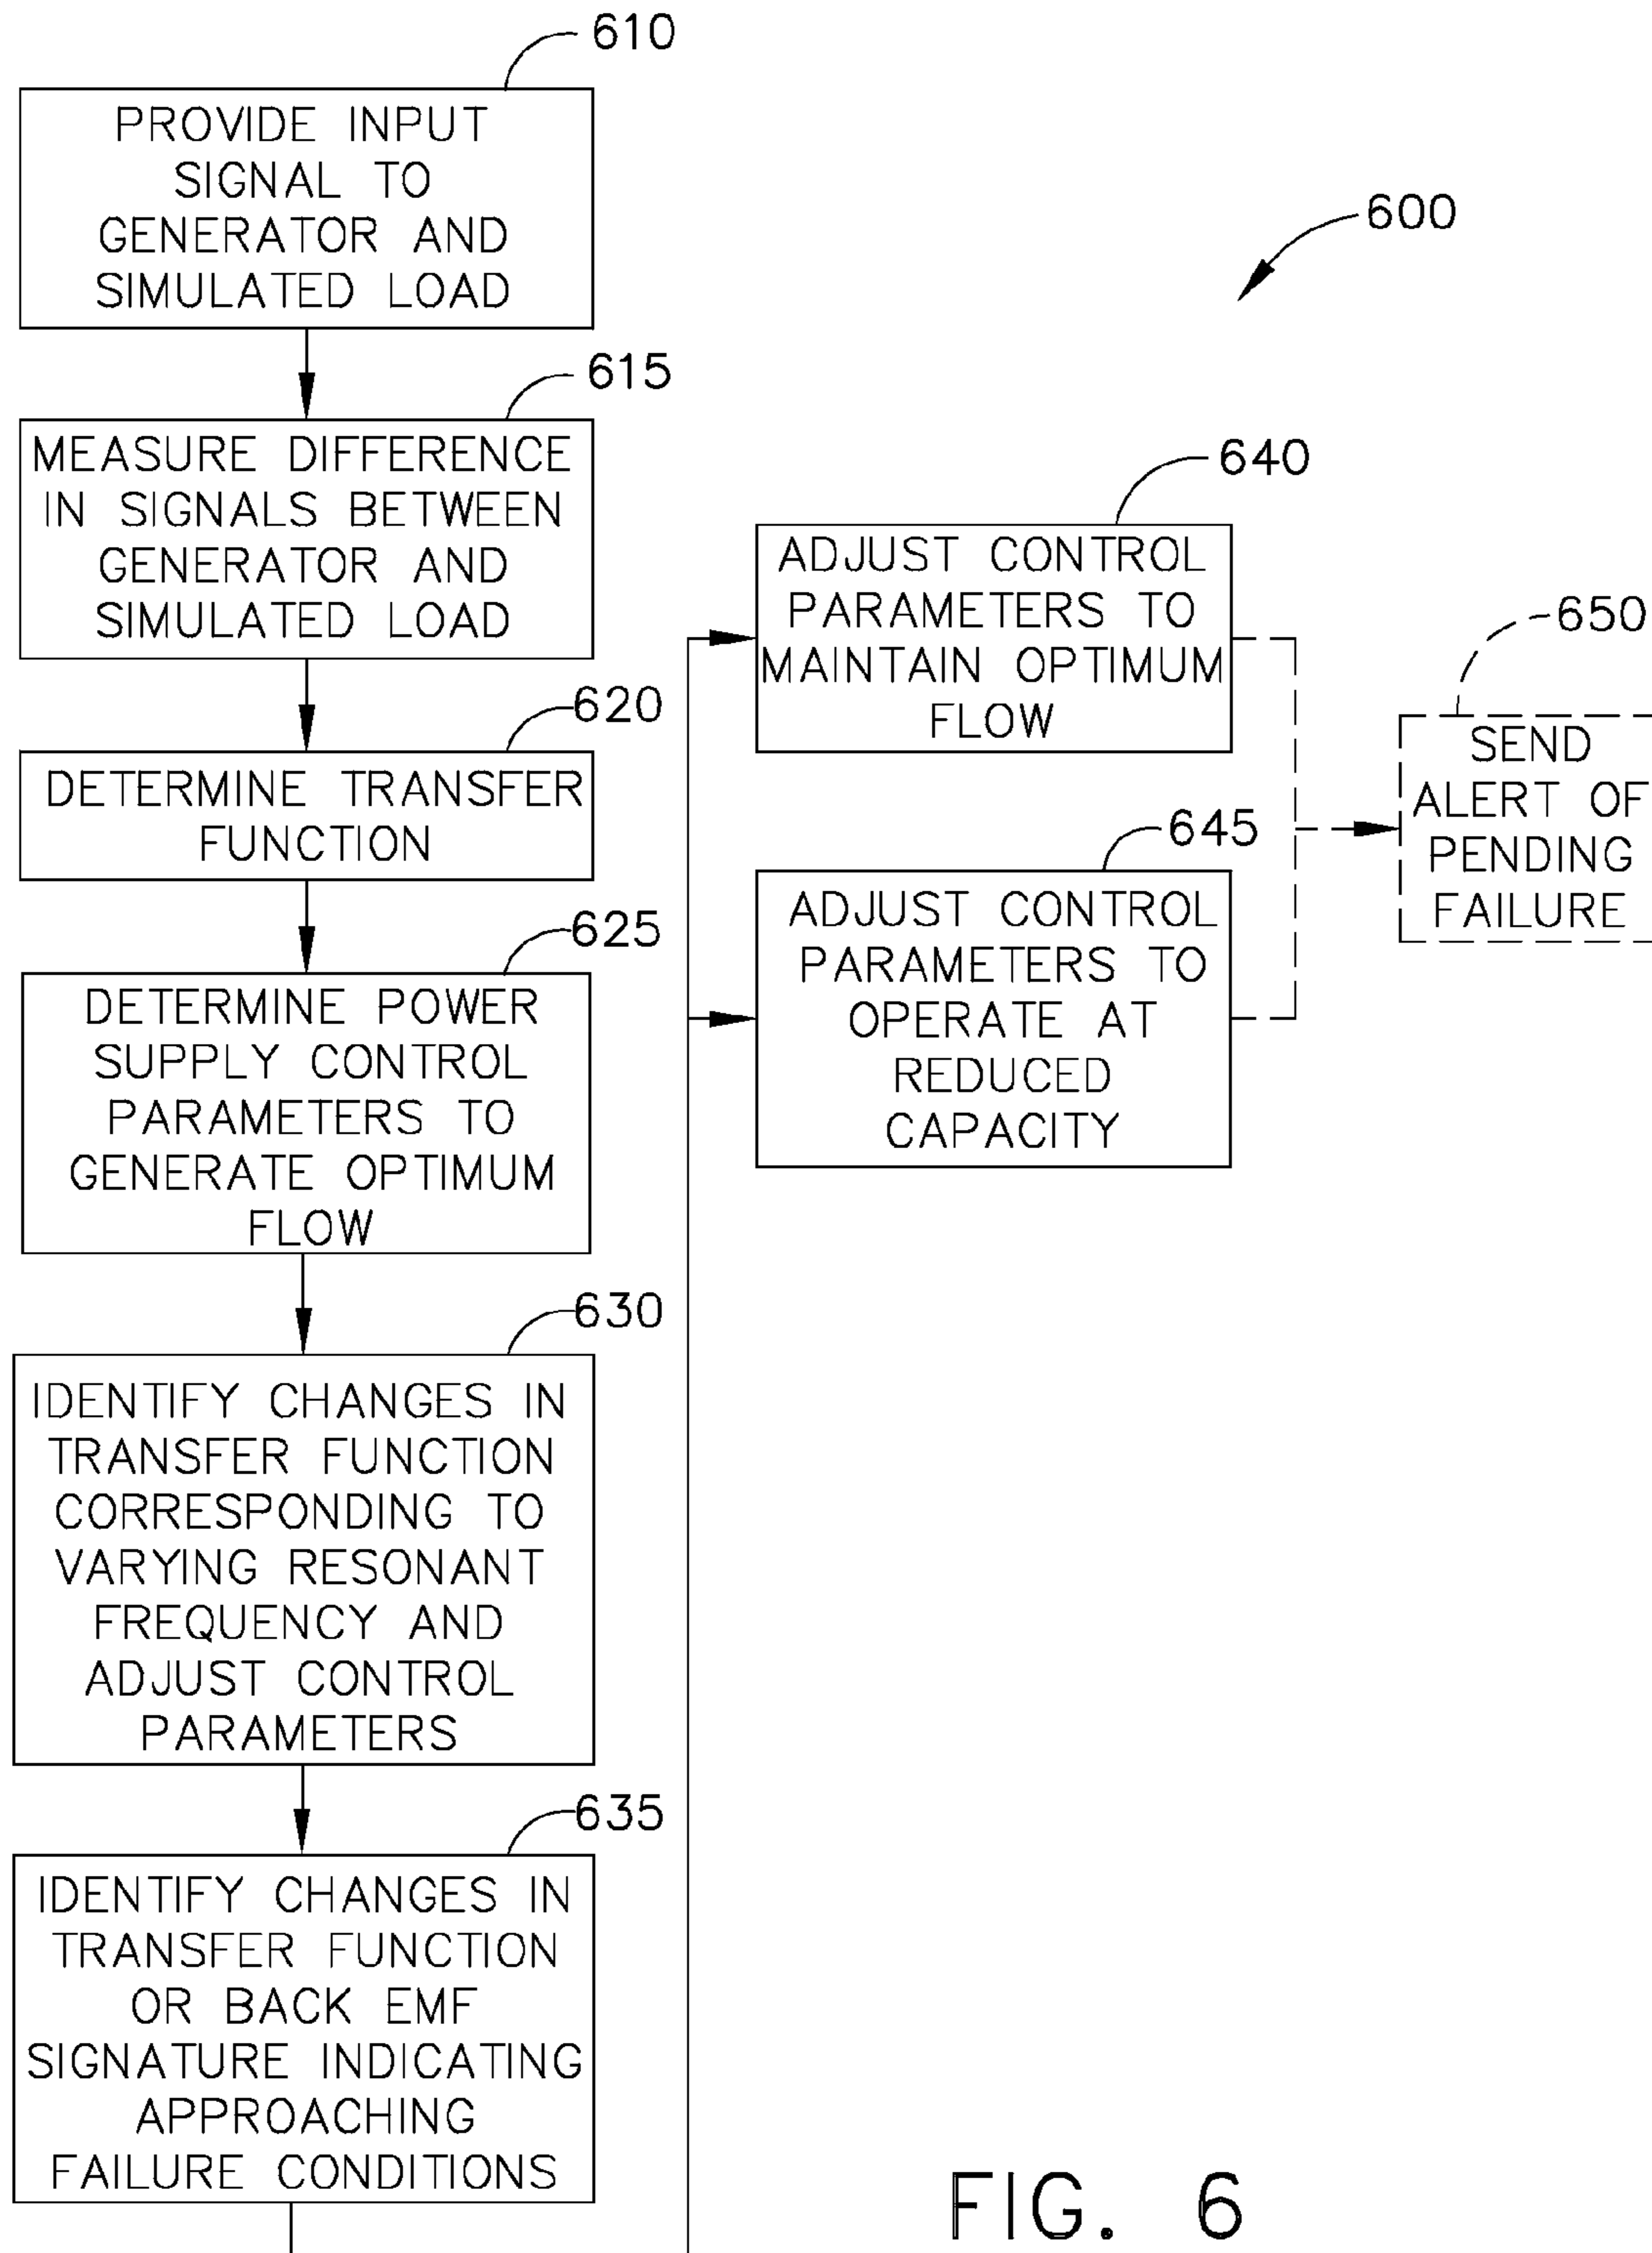 610
PROVIDE INPUT
SIGNAL TO
GENERATOR AND
SIMULATED LOAD
600
615
MEASURE DIFFERENCE
IN SIGNALS BETWEEN
GENERATOR AND
SIMULATED LOAD
620
DETERMINE TRANSFER
FUNCTION
625
DETERMINE POWER
SUPPLY CONTROL
PARAMETERS TO
GENERATE OPTIMUM
FLOW
630
IDENTIFY CHANGES IN
TRANSFER FUNCTION
CORRESPONDING TO
VARYING RESONANT
FREQUENCY AND
ADJUST CONTROL
PARAMETERS
635
IDENTIFY CHANGES IN
TRANSFER FUNCTION
OR BACK EMF
SIGNATURE INDICATING
APPROACHING
FAILURE CONDITIONS
640
ADJUST CONTROL
PARAMETERS TO
MAINTAIN OPTIMUM
FLOW
645
ADJUST CONTROL
PARAMETERS TO
OPERATE AT
REDUCED
CAPACITY
650
SEND
ALERT OF
PENDING
FAILURE
FIG. 6